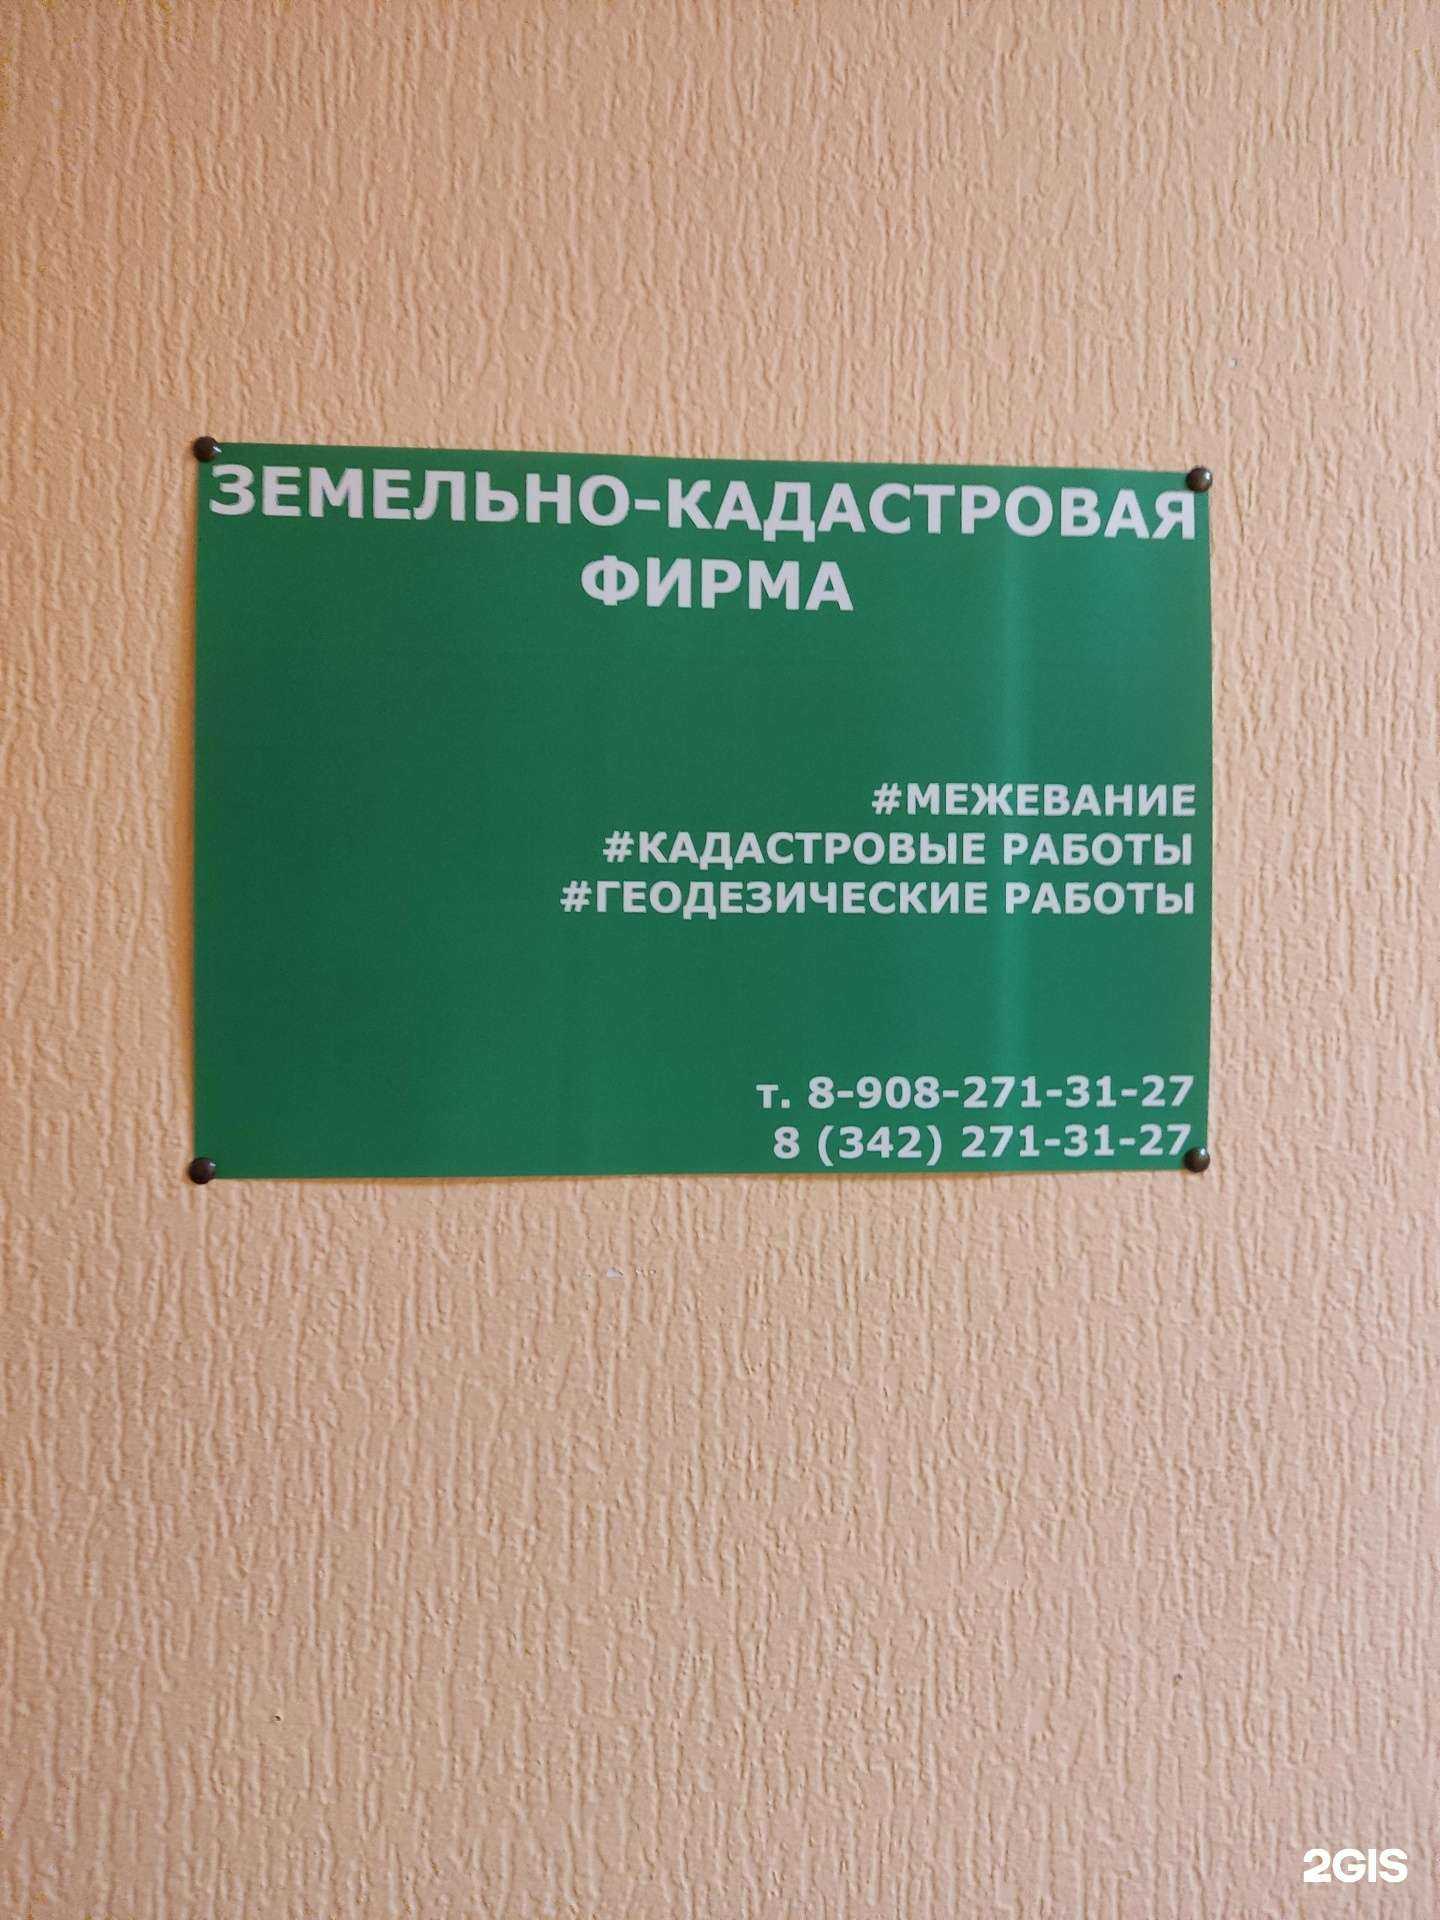 ЗЕМЕЛЬНО-КАДАСТРОВАЯ
ФИРМА
#МЕЖЕВАНИЕ
#КАДАСТРОВЫЕ РАБОТЫ
#ГЕОДЕЗИЧЕСКИЕ РАБОТЫ
т. 8-908-271-31-27
8 (342) 271-31-27
2GIS